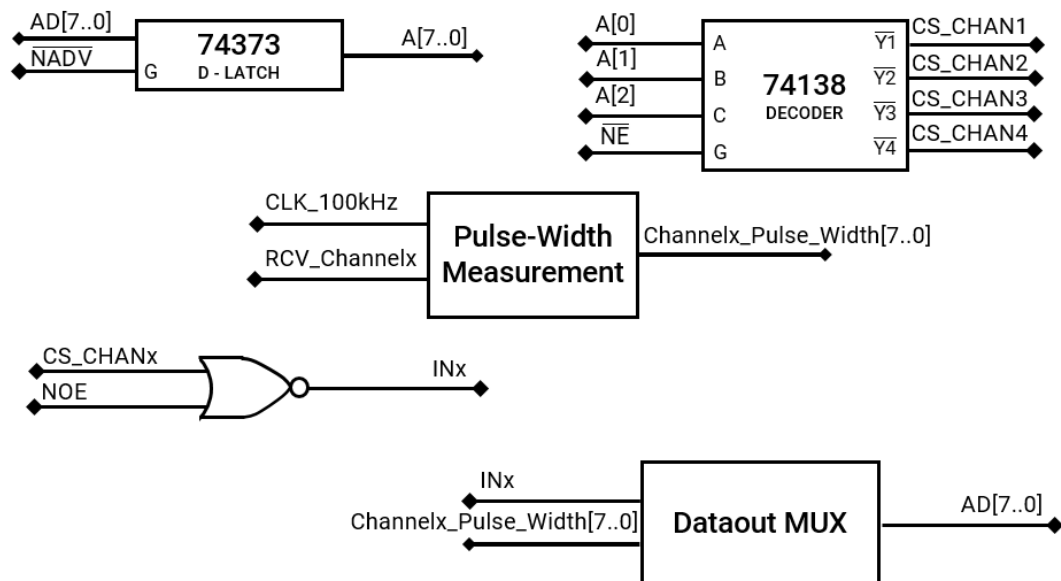 AD[7..0]
NADV
G
74373
D - LATCH
A[7..0]
A[0]
A[1]
A[2]
NE
A
B
C
G
74138
DECODER
Y1
Y2
Y3
Y4
CS_CHAN1
CS_CHAN2
CS_CHAN3
CS_CHAN4
CLK_100kHz
RCV_Channelx
Pulse-Width
Measurement
Channelx_Pulse_Width[7..0]
CS_CHANx
NOE
INx
INx
Channelx_Pulse_Width[7..0]
Dataout MUX
AD[7..0]